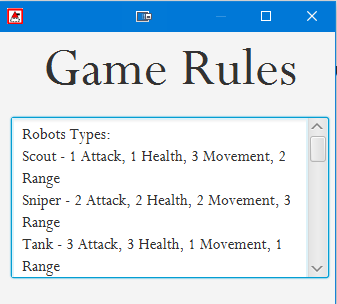 Game Rules
Robots Types:
Scout - 1 Attack, 1 Health, 3 Movement, 2
Range
Sniper - 2 Attack, 2 Health, 2 Movement, 3
Range
Tank - 3 Attack, 3 Health, 1 Movement, 1
Range